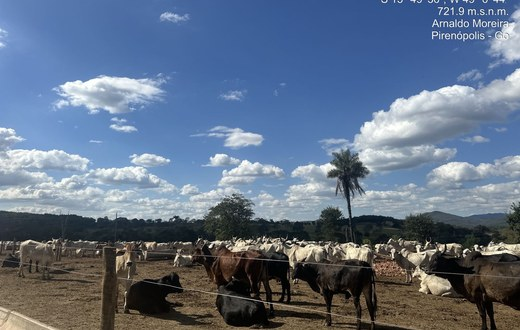 721.9 m.s.n.m.
Arnaldo Moreira
Pirenópolis - Go